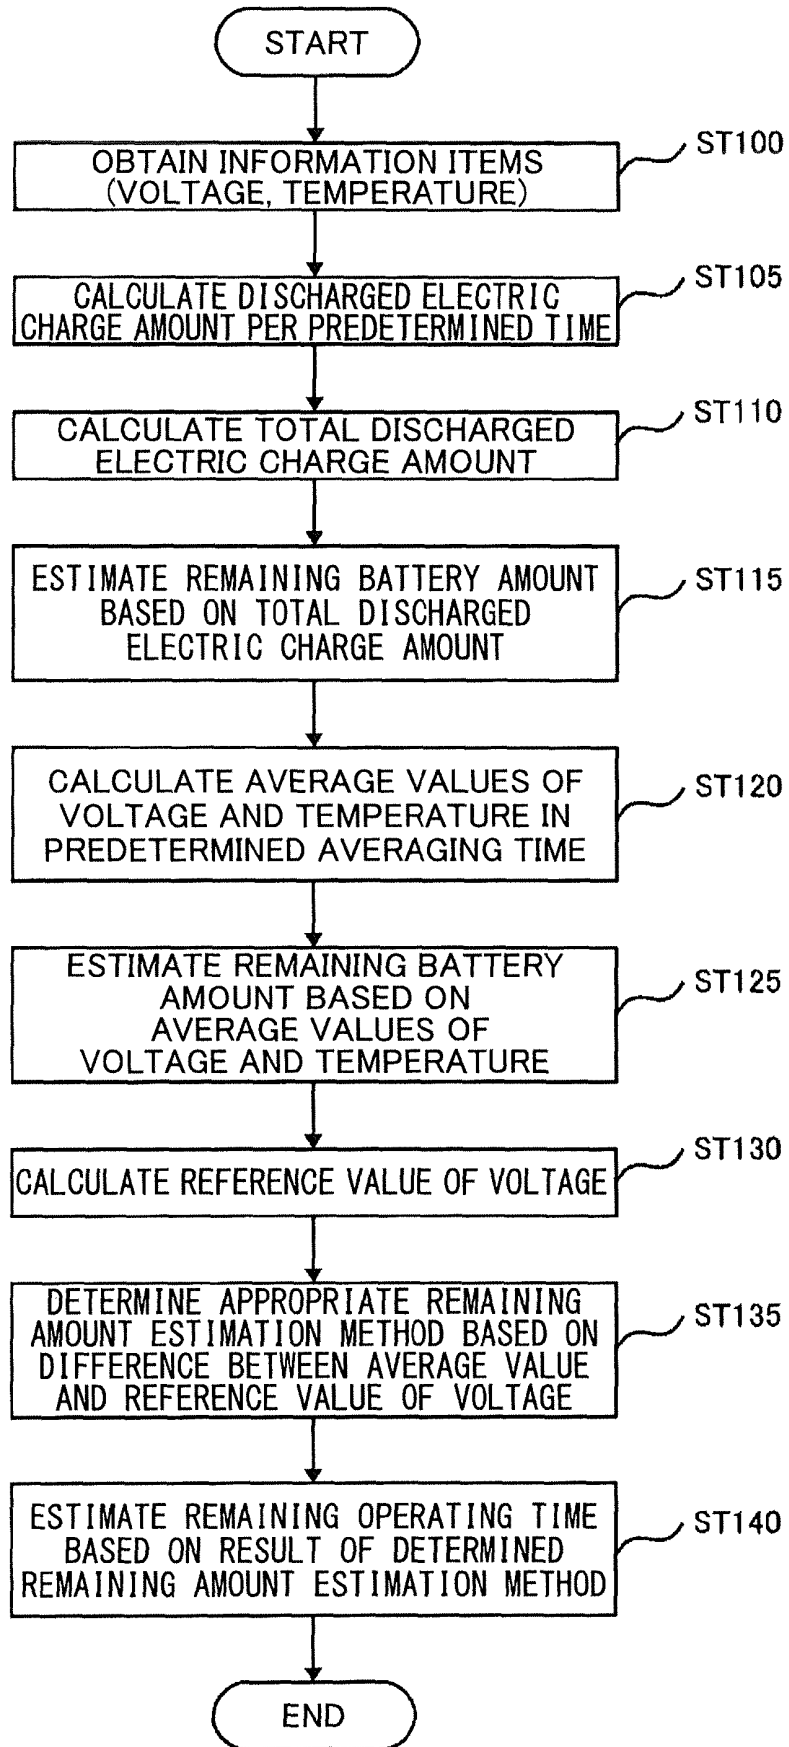 START
OBTAIN INFORMATION ITEMS
(VOLTAGE, TEMPERATURE)
ST100
CALCULATE DISCHARGED ELECTRIC
CHARGE AMOUNT PER PREDETERMINED TIME
ST105
CALCULATE TOTAL DISCHARGED
ELECTRIC CHARGE AMOUNT
ST110
ESTIMATE REMAINING BATTERY AMOUNT
BASED ON TOTAL DISCHARGED
ELECTRIC CHARGE AMOUNT
ST115
CALCULATE AVERAGE VALUES OF
VOLTAGE AND TEMPERATURE IN
PREDETERMINED AVERAGING TIME
ST120
ESTIMATE REMAINING BATTERY
AMOUNT BASED ON
AVERAGE VALUES OF
VOLTAGE AND TEMPERATURE
ST125
CALCULATE REFERENCE VALUE OF VOLTAGE
ST130
DETERMINE APPROPRIATE REMAINING
AMOUNT ESTIMATION METHOD BASED ON
DIFFERENCE BETWEEN AVERAGE VALUE
AND REFERENCE VALUE OF VOLTAGE
ST135
ESTIMATE REMAINING OPERATING TIME
BASED ON RESULT OF DETERMINED
REMAINING AMOUNT ESTIMATION METHOD
ST140
END